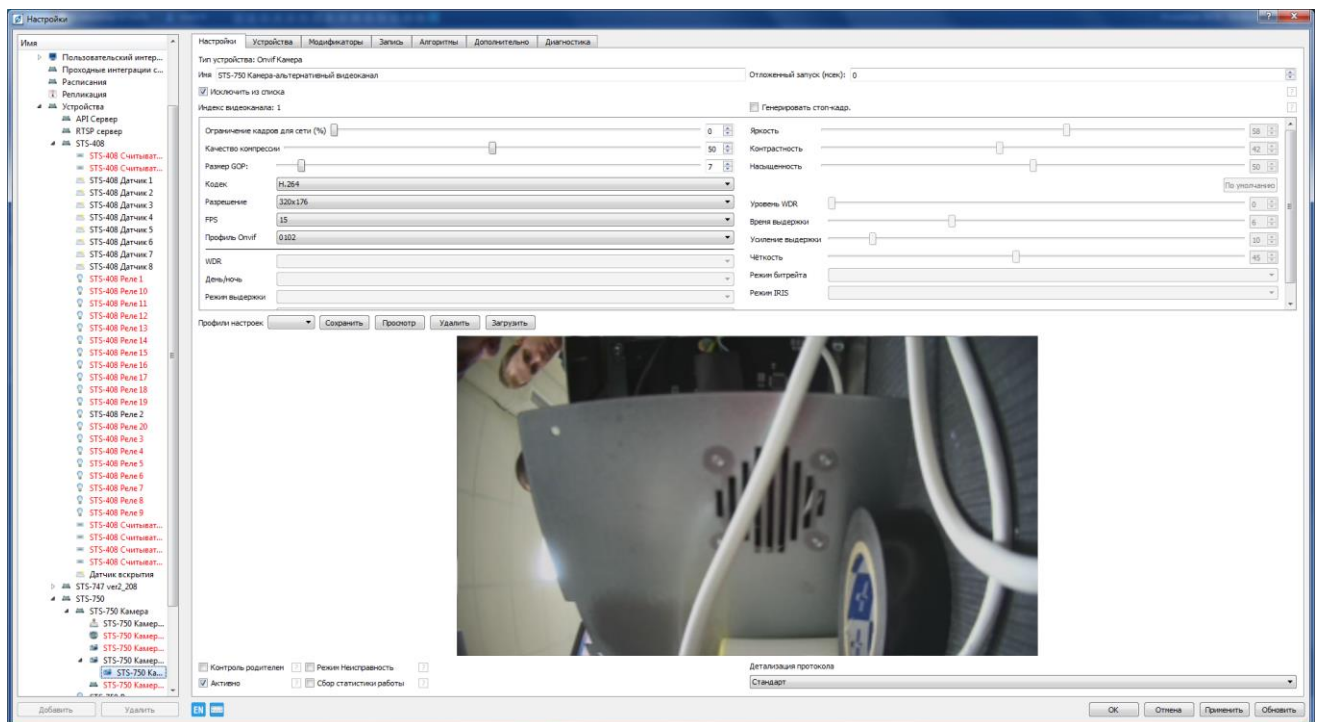 Настройки
Имя
Пользовательский интер...
Проходные интеграции с...
Расписания
Репликация
Устройства
API Сервер
RTSP сервер
STS-408
STS-408 Считыват...
STS-408 Считыват...
STS-408 Датчик 1
STS-408 Датчик 2
STS-408 Датчик 3
STS-408 Датчик 4
STS-408 Датчик 5
STS-408 Датчик 6
STS-408 Датчик 7
STS-408 Датчик 8
STS-408 Реле 1
STS-408 Реле 10
STS-408 Реле 11
STS-408 Реле 12
STS-408 Реле 13
STS-408 Реле 14
STS-408 Реле 15
STS-408 Реле 16
STS-408 Реле 17
STS-408 Реле 18
STS-408 Реле 19
STS-408 Реле 2
STS-408 Реле 20
STS-408 Реле 3
STS-408 Реле 4
STS-408 Реле 5
STS-408 Реле 6
STS-408 Реле 7
STS-408 Реле 8
STS-408 Реле 9
STS-408 Считыват...
STS-408 Считыват...
STS-408 Считыват...
STS-408 Считыват...
Датчик вскрытия
STS-747 ver2_208
STS-750
STS-750 Камера
STS-750 Камер...
STS-750 Камер...
STS-750 Камер...
STS-750 Камер...
STS-750 Ка...
STS-750 Камер...
Добавить Удалить
Настройки Устройства Модификаторы Запись Алгоритмы Дополнительно Диагностика
Тип устройства: Onvif Камера
Имя STS-750 Камера-альтернативный видеоканал Отложенный запуск (мсек): 0
Исключить из списка ?
Индекс видеоканала: 1 Генерировать стоп-кадр. ?
Ограничение кадров для сети (%) 0 Яркость 58
Качество компрессии 50 Контрастность 42
Размер GOP: 7 Насыщенность 50
Кодек H.264 По умолчанию
Разрешение 320x176 Уровень WDR 0
FPS 15 Время выдержки 6
Профиль Onvif 0102 Усиление выдержки 10
WDR Чёткость 45
День/ночь Режим битрейта
Режим выдержки Режим IRIS
Профили настроек Сохранить Просмотр Удалить Загрузить
Контроль родителем ? Режим Неисправность ? Детализация протокола
Активно ? Сбор статистики работы ? Стандарт
EN OK Отмена Применить Обновить